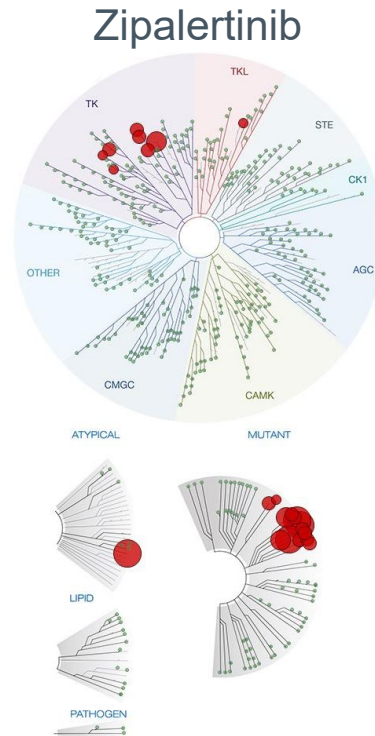 Zipalertinib
TKL
TK
STE
CK1
OTHER
AGC
CMGC
CAMK
ATYPICAL
MUTANT
LIPID
PATHOGEN